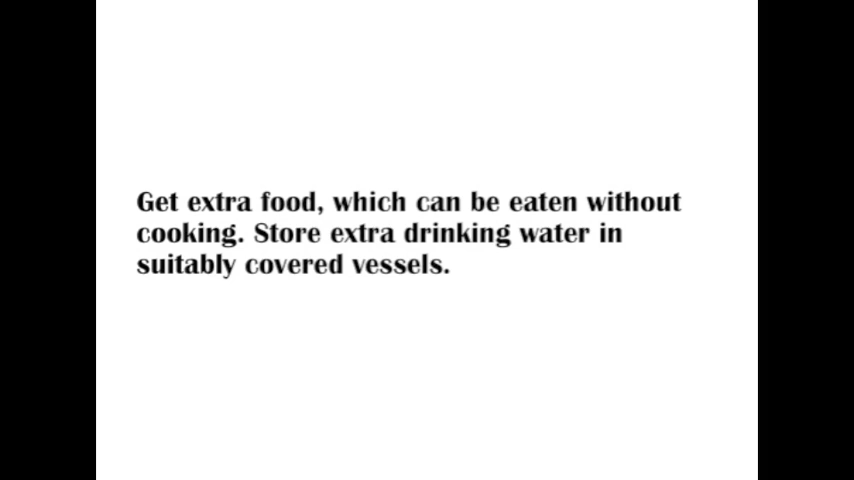 Get extra food, which can be eaten without
cooking. Store extra drinking water in
suitably covered vessels.